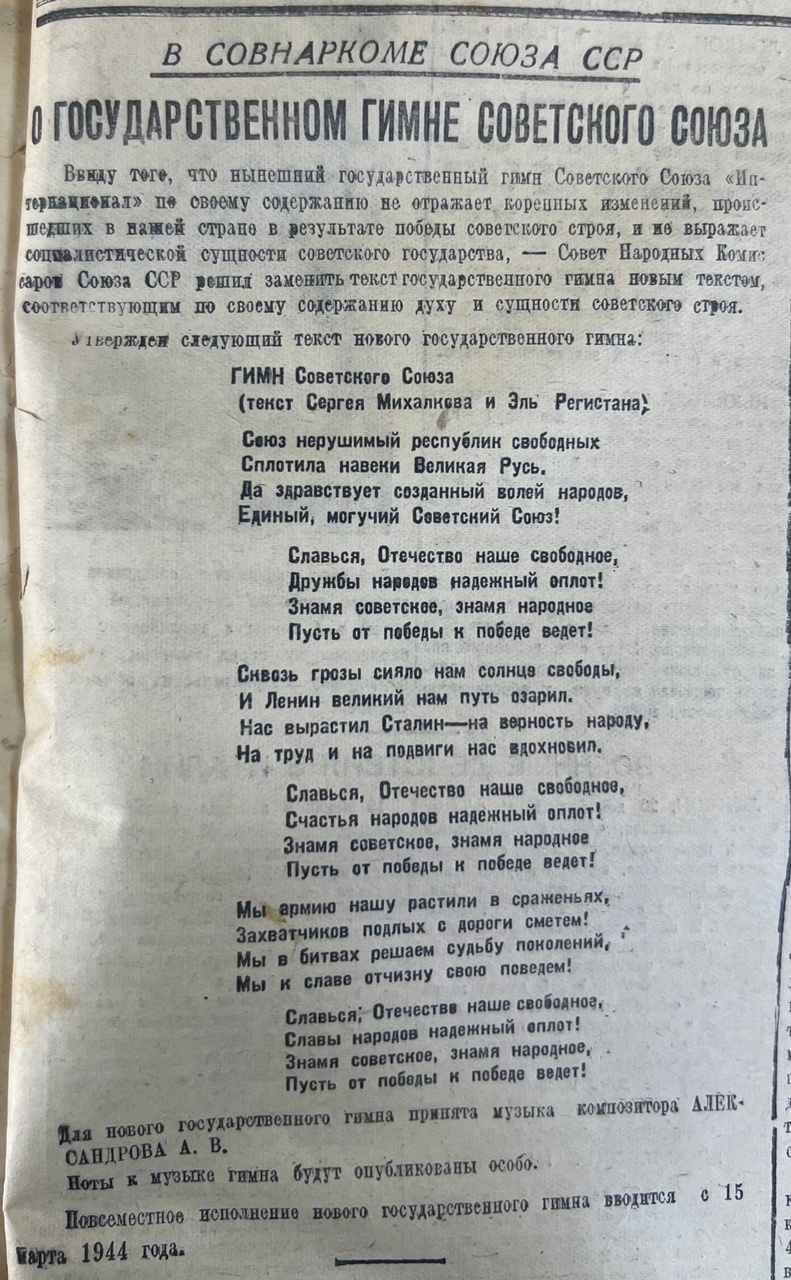 В СОВНАРКОМЕ СОЮЗА ССР
О ГОСУДАРСТВЕННОМ ГИМНЕ СОВЕТСКОГО СОЮЗА
Ввиду того, что нынешний государственный гимн Советского Союза «Ин-
тернационал» по своему содержанию не отражает коренных изменений, проис-
шедших в нашей стране в результате победы советского строя, и не выражает
социалистической сущности советского государства, — Совет Народных Комис
саров Союза ССР решил заменить текст государственного гимна новым текстом,
соответствующим по своему содержанию духу и сущности советского строя.
Утвержден следующий текст нового государственного гимна:
ГИМН Советского Союза
(текст Сергея Михалкова и Эль Регистана)
Союз нерушимый республик свободных
Сплотила навеки Великая Русь.
Да здравствует созданный волей народов,
Единый, могучий Советский Союз!
Славься, Отечество наше свободное,
Дружбы народов надежный оплот!
Знамя советское, знамя народное
Пусть от победы к победе ведет!
Сквозь грозы сияло нам солнце свободы,
И Ленин великий нам путь озарил.
Нас вырастил Сталин—на верность народу,
На труд и на подвиги нас вдохновил.
Славься, Отечество наше свободное,
Счастья народов надежный оплот!
Знамя советское, знамя народное
Пусть от победы к победе ведет!
Мы армию нашу растили в сраженьях,
Захватчиков подлых с дороги сметем!
Мы в битвах решаем судьбу поколений,
Мы к славе отчизну свою поведем!
Славься, Отечество наше свободное,
Славы народов надежный оплот!
Знамя советское, знамя народное,
Пусть от победы к победе ведет!
Для нового государственного гимна принята музыка композитора АЛЕК-
САНДРОВА А. В.
Ноты к музыке гимна будут опубликованы особо.
Повсеместное исполнение нового государственного гимна вводится с 15
марта 1944 года.